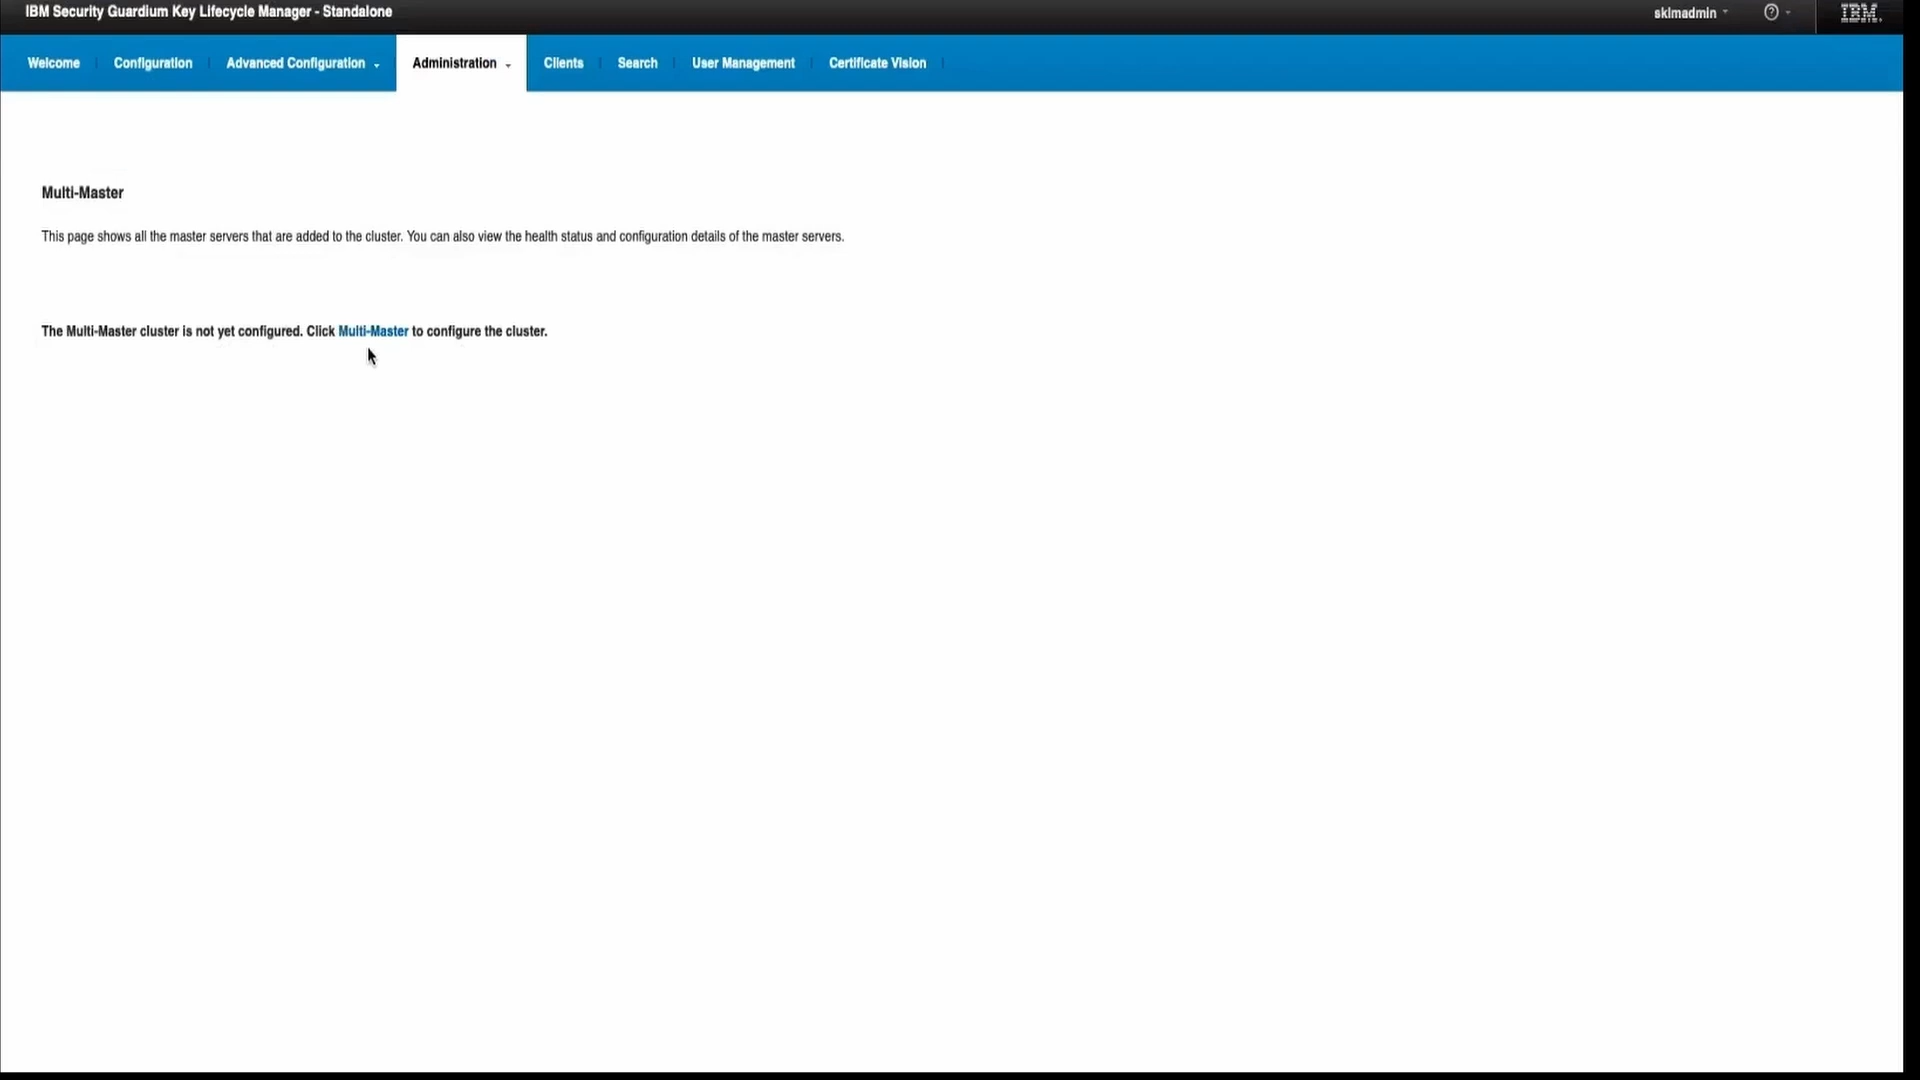 IBM Security Guardium Key Lifecycle Manager - Standalone
sklmadmin
?
IBM.
Welcome
Configuration
Advanced Configuration
Administration
Clients
Search
User Management
Certificate Vision
Multi-Master
This page shows all the master servers that are added to the cluster. You can also view the health status and configuration details of the master servers.
The Multi-Master cluster is not yet configured. Click Multi-Master to configure the cluster.